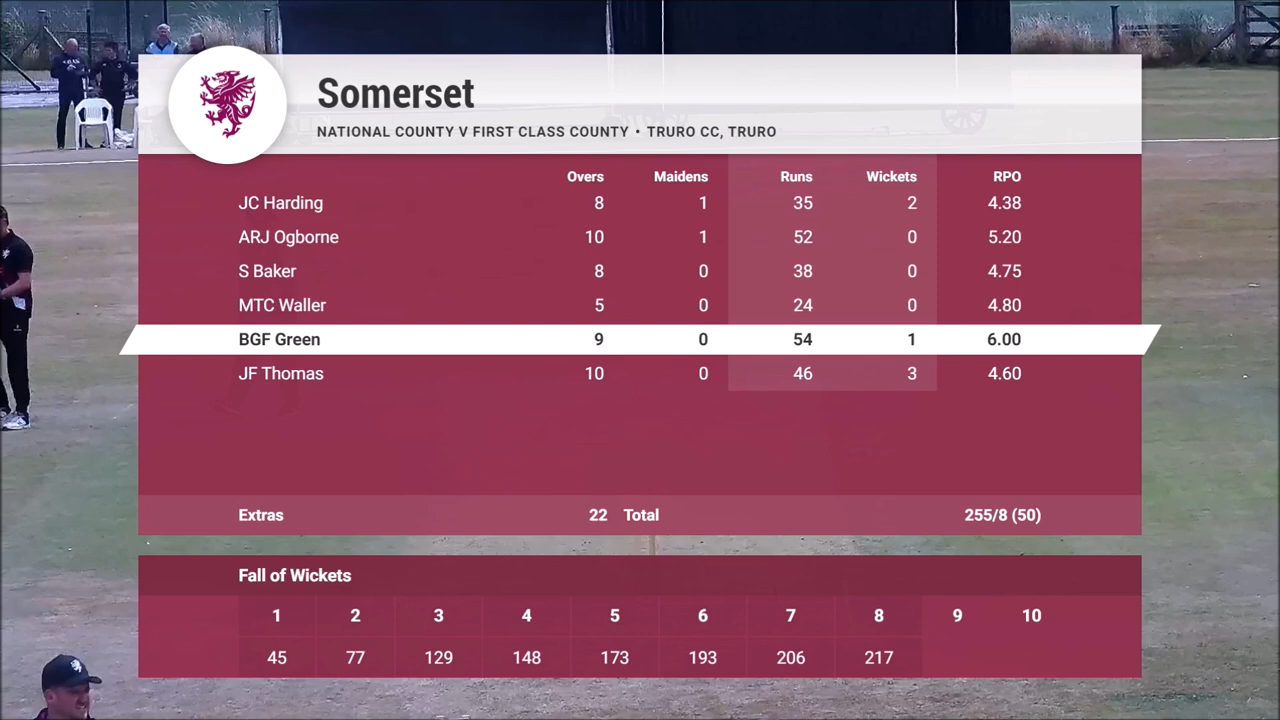 Somerset
NATIONAL COUNTY V FIRST CLASS COUNTY • TRURO CC, TRURO
Overs Maidens Runs Wickets RPO
JC Harding 8 1 35 2 4.38
ARJ Ogborne 10 1 52 0 5.20
S Baker 8 0 38 0 4.75
MTC Waller 5 0 24 0 4.80
BGF Green 9 0 54 1 6.00
JF Thomas 10 0 46 3 4.60
Extras 22 Total 255/8 (50)
Fall of Wickets
1 2 3 4 5 6 7 8 9 10
45 77 129 148 173 193 206 217